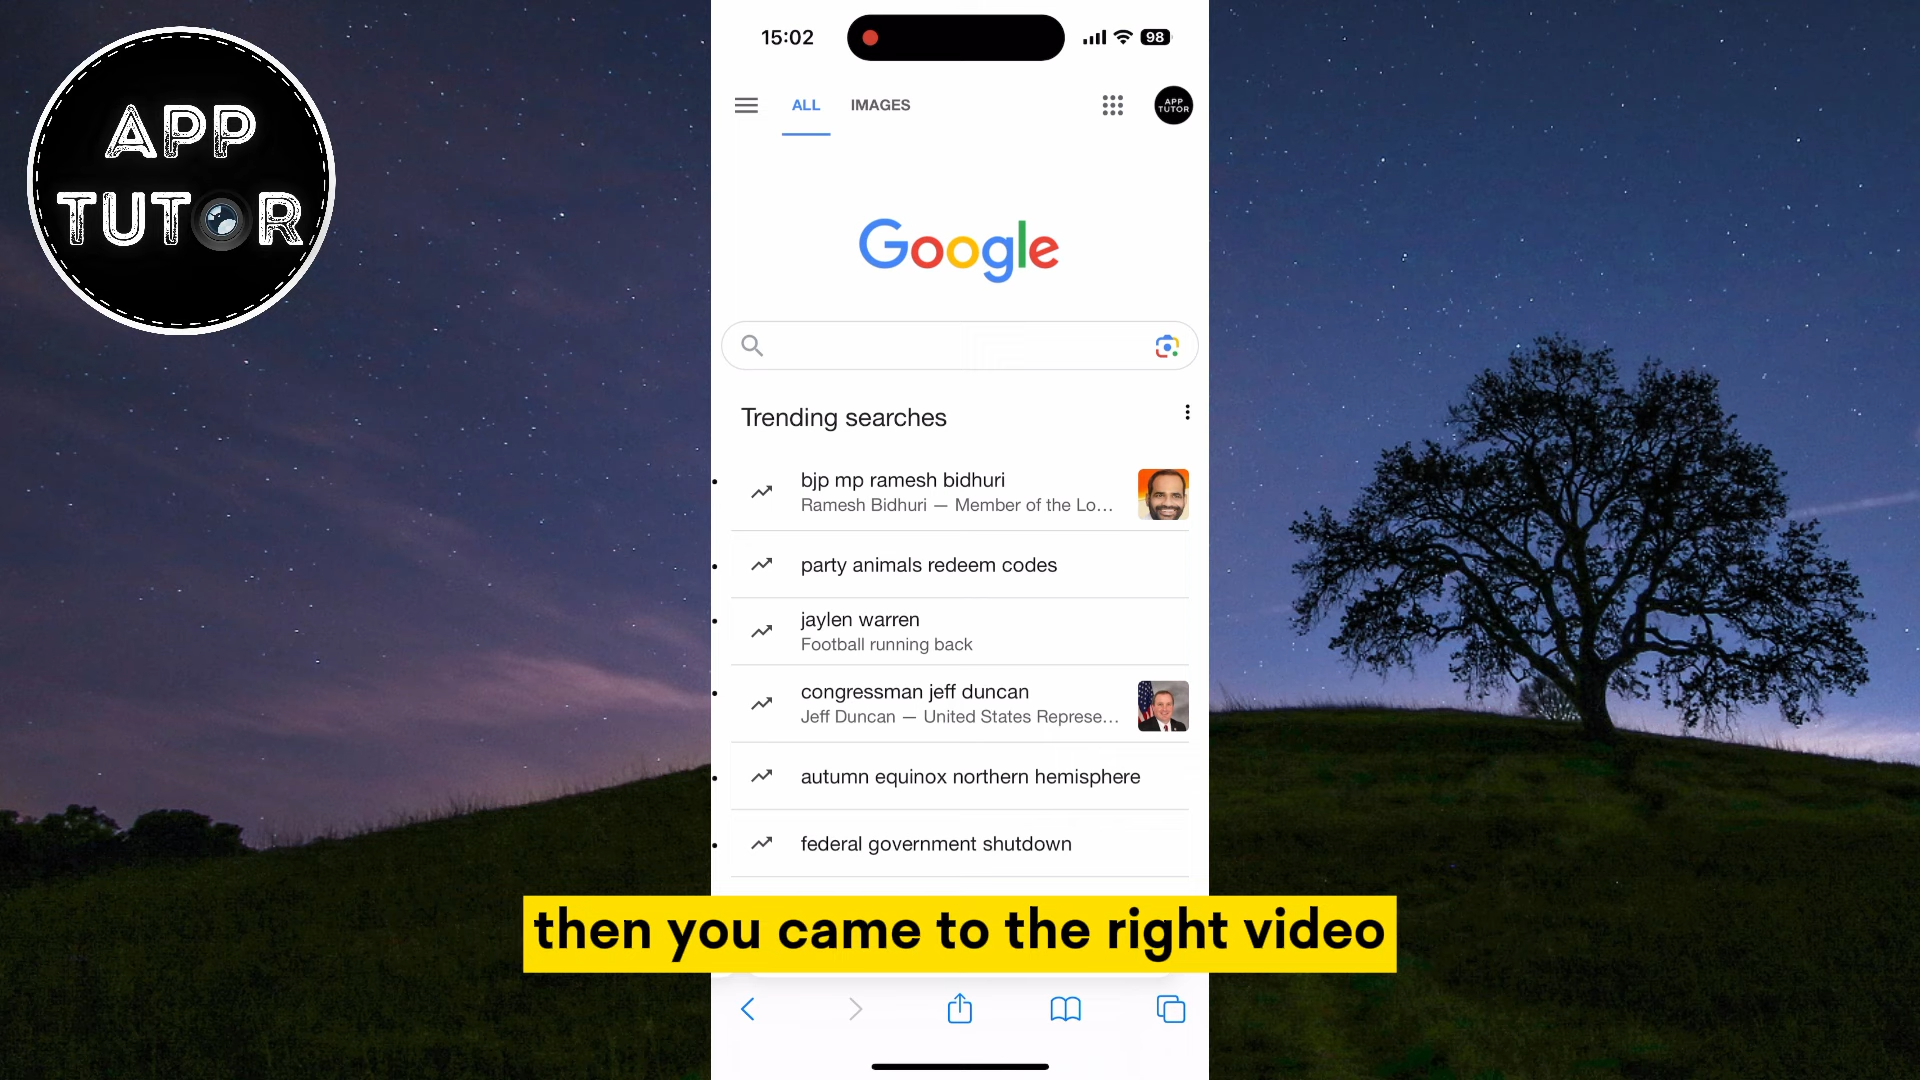 APP
TUTOR
15:02
98
ALL IMAGES
APP
TUTOR
Google
Trending searches
bjp mp ramesh bidhuri
Ramesh Bidhuri — Member of the Lo...
party animals redeem codes
jaylen warren
Football running back
congressman jeff duncan
Jeff Duncan — United States Represe...
autumn equinox northern hemisphere
federal government shutdown
then you came to the right video